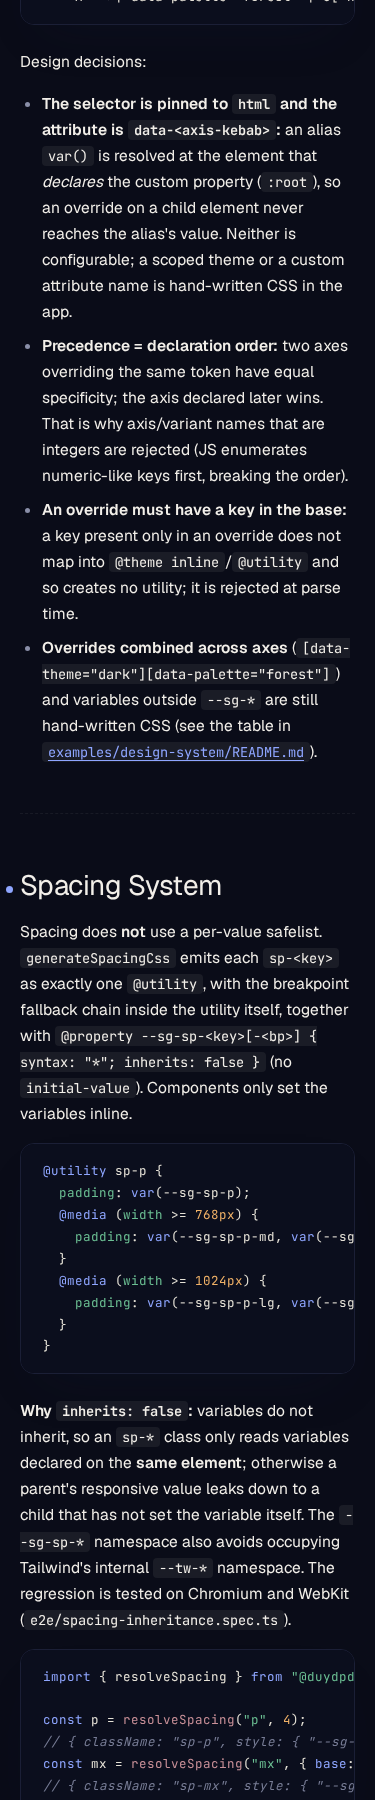 Design decisions:
The selector is pinned to html and the
attribute is data-<axis-kebab>: an alias
var() is resolved at the element that
declares the custom property (:root), so
an override on a child element never
reaches the alias's value. Neither is
configurable; a scoped theme or a custom
attribute name is hand-written CSS in the
app.
Precedence = declaration order: two axes
overriding the same token have equal
specificity; the axis declared later wins.
That is why axis/variant names that are
integers are rejected (JS enumerates
numeric-like keys first, breaking the order).
An override must have a key in the base:
a key present only in an override does not
map into @theme inline/@utility and
so creates no utility; it is rejected at parse
time.
Overrides combined across axes ([data-
theme="dark"][data-palette="forest"])
and variables outside --sg-* are still
hand-written CSS (see the table in
examples/design-system/README.md).
Spacing System
Spacing does not use a per-value safelist.
generateSpacingCss emits each sp-<key>
as exactly one @utility, with the breakpoint
fallback chain inside the utility itself, together
with @property --sg-sp-<key>[-<bp>] {
syntax: "*"; inherits: false } (no
initial-value). Components only set the
variables inline.
@utility sp-p {
padding: var(--sg-sp-p);
@media (width >= 768px) {
padding: var(--sg-sp-p-md, var(--sg
}
@media (width >= 1024px) {
padding: var(--sg-sp-p-lg, var(--sg
}
}
Why inherits: false: variables do not
inherit, so an sp-* class only reads variables
declared on the same element; otherwise a
parent's responsive value leaks down to a
child that has not set the variable itself. The -
-sg-sp-* namespace also avoids occupying
Tailwind's internal --tw-* namespace. The
regression is tested on Chromium and WebKit
(e2e/spacing-inheritance.spec.ts).
import { resolveSpacing } from "@duydpd
const p = resolveSpacing("p", 4);
// { className: "sp-p", style: { "--sg-
const mx = resolveSpacing("mx", { base:
// { className: "sp-mx", style: { "--sg